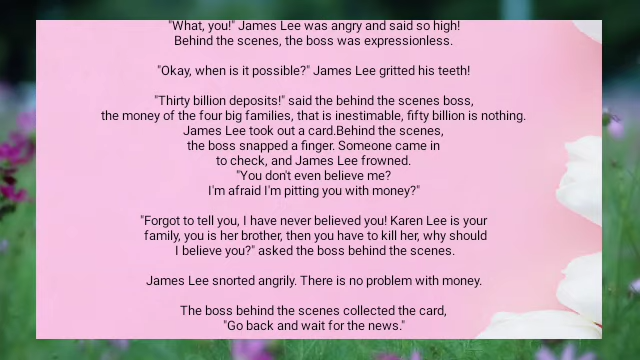 "What, you!" James Lee was angry and said so high!
Behind the scenes, the boss was expressionless.
"Okay, when is it possible?" James Lee gritted his teeth!
"Thirty billion deposits!" said the behind the scenes boss,
the money of the four big families, that is inestimable, fifty billion is nothing.
James Lee took out a card.Behind the scenes,
the boss snapped a finger. Someone came in
to check, and James Lee frowned.
"You don't even believe me?
I'm afraid I'm pitting you with money?"
"Forgot to tell you, I have never believed you! Karen Lee is your
family, you is her brother, then you have to kill her, why should
I believe you?" asked the boss behind the scenes.
James Lee snorted angrily. There is no problem with money.
The boss behind the scenes collected the card,
"Go back and wait for the news."